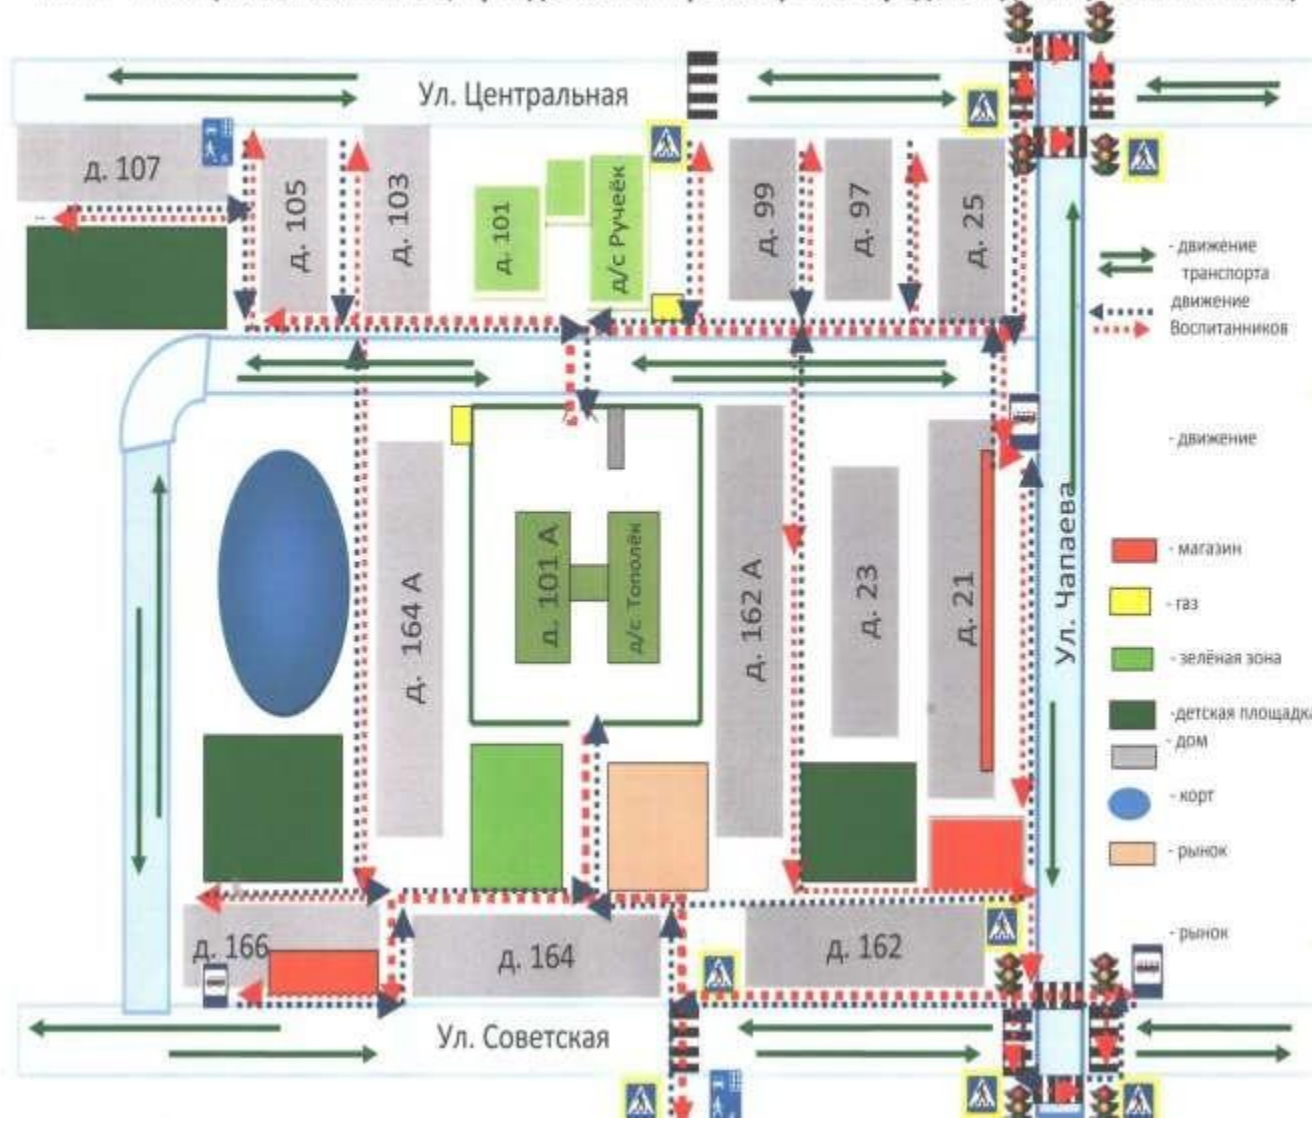 Ул. Центральная
д. 107
д. 105
д. 103
д. 101
д/с Ручеёк
д. 99
д. 97
д. 25
- движение
транспорта
движение
Воспитанников
- движение
д. 164 А
д. 101 А
д/с. Тополёк
д. 162 А
д. 23
д. 21
Ул. Чапаева
- магазин
- газ
- зелёная зона
-детская площадка
- дом
- корт
- рынок
- рынок
д. 166
д. 164
д. 162
Ул. Советская